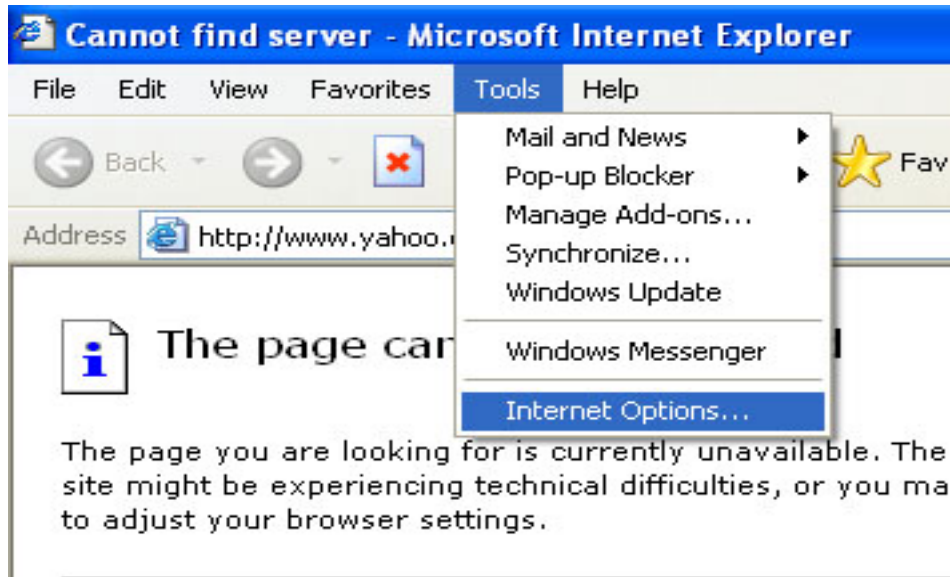 Cannot find server - Microsoft Internet Explorer
File Edit View Favorites Tools Help
Back Fav
Address http://www.yahoo.
Mail and News
Pop-up Blocker
Manage Add-ons...
Synchronize...
Windows Update
Windows Messenger
Internet Options...
The page
The page you are looking for is currently unavailable. The
site might be experiencing technical difficulties, or you ma
to adjust your browser settings.